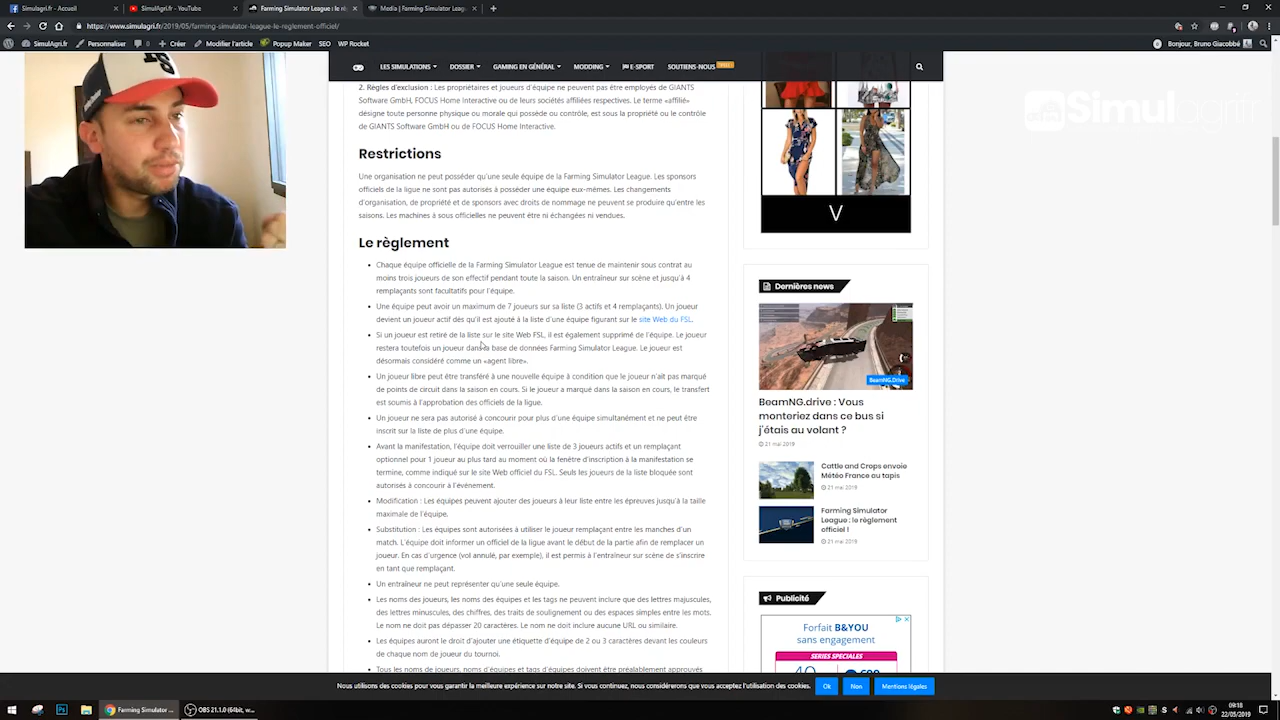 SimulAgri.fr - Accueil
SimulAgri.fr - YouTube
Farming Simulator League : le rè
Media | Farming Simulator Leagu
https://www.simulagri.fr/2019/05/farming-simulator-league-le-reglement-officiel/
SimulAgri.fr Personnaliser 0 + Créer Modifier l'article Popup Maker SEO WP Rocket
Bonjour, Bruno Giacobbé
LES SIMULATIONS DOSSIER GAMING EN GÉNÉRAL MODDING E-SPORT SOUTIENS-NOUS
Simulagri.fr
2. Règles d'exclusion : Les propriétaires et joueurs d'équipe ne peuvent pas être employés de GIANTS
Software GmbH, FOCUS Home Interactive ou de leurs sociétés affiliées respectives. Le terme «affilié»
désigne toute personne physique ou morale qui possède ou contrôle, est sous la propriété ou le contrôle
de GIANTS Software GmbH ou de FOCUS Home Interactive.
Restrictions
Une organisation ne peut posséder qu'une seule équipe de la Farming Simulator League. Les sponsors
officiels de la ligue ne sont pas autorisés à posséder une équipe eux-mêmes. Les changements
d'organisation, de propriété et de sponsors avec droits de nommage ne peuvent se produire qu'entre les
saisons. Les machines à sous officielles ne peuvent être ni échangées ni vendues.
Le règlement
Chaque équipe officielle de la Farming Simulator League est tenue de maintenir sous contrat au
moins trois joueurs de son effectif pendant toute la saison. Un entraîneur sur scène et jusqu'à 4
remplaçants sont facultatifs pour l'équipe.
Une équipe peut avoir un maximum de 7 joueurs sur sa liste (3 actifs et 4 remplaçants). Un joueur
devient un joueur actif dès qu'il est ajouté à la liste d'une équipe figurant sur le site Web du FSL.
Si un joueur est retiré de la liste sur le site Web FSL, il est également supprimé de l'équipe. Le joueur
restera toutefois un joueur dans la base de données Farming Simulator League. Le joueur est
désormais considéré comme un «agent libre».
Un joueur libre peut être transféré à une nouvelle équipe à condition que le joueur n'ait pas marqué
de points de circuit dans la saison en cours. Si le joueur a marqué dans la saison en cours, le transfert
est soumis à l'approbation des officiels de la ligue.
Un joueur ne sera pas autorisé à concourir pour plus d'une équipe simultanément et ne peut être
inscrit sur la liste de plus d'une équipe.
Avant la manifestation, l'équipe doit verrouiller une liste de 3 joueurs actifs et un remplaçant
optionnel pour 1 joueur au plus tard au moment où la fenêtre d'inscription à la manifestation se
termine, comme indiqué sur le site Web officiel du FSL. Seuls les joueurs de la liste bloquée sont
autorisés à concourir à l'événement.
Modification : Les équipes peuvent ajouter des joueurs à leur liste entre les épreuves jusqu'à la taille
maximale de l'équipe.
Substitution : Les équipes sont autorisées à utiliser le joueur remplaçant entre les manches d'un
match. L'équipe doit informer un officiel de la ligue avant le début de la partie afin de remplacer un
joueur. En cas d'urgence (vol annulé, par exemple), il est permis à l'entraîneur sur scène de s'inscrire
en tant que remplaçant.
Un entraîneur ne peut représenter qu'une seule équipe.
Les noms des joueurs, les noms des équipes et les tags ne peuvent inclure que des lettres majuscules,
des lettres minuscules, des chiffres, des traits de soulignement ou des espaces simples entre les mots.
Le nom ne doit pas dépasser 20 caractères. Le nom ne doit inclure aucune URL ou similaire.
Les équipes auront le droit d'ajouter une étiquette d'équipe de 2 ou 3 caractères devant les couleurs
de chaque nom de joueur du tournoi.
Tous les noms de joueurs, noms d'équipes et tags d'équipes doivent être préalablement approuvés
V
Dernières news
BeamNG.Drive
BeamNG.drive : Vous
monteriez dans ce bus si
j'étais au volant ?
21 mai 2019
Cattle and Crops envoie
Météo France au tapis
21 mai 2019
Farming Simulator
League : le règlement
officiel !
21 mai 2019
Publicité
Forfait B&YOU
sans engagement
SERIES SPECIALES
Nous utilisons des cookies pour vous garantir la meilleure expérience sur notre site. Si vous continuez, nous considérerons que vous acceptez l'utilisation des cookies.
Ok Non Mentions légales
Farming Simulator ...
OBS 21.1.0 (64bit, w...
09:18
22/05/2019